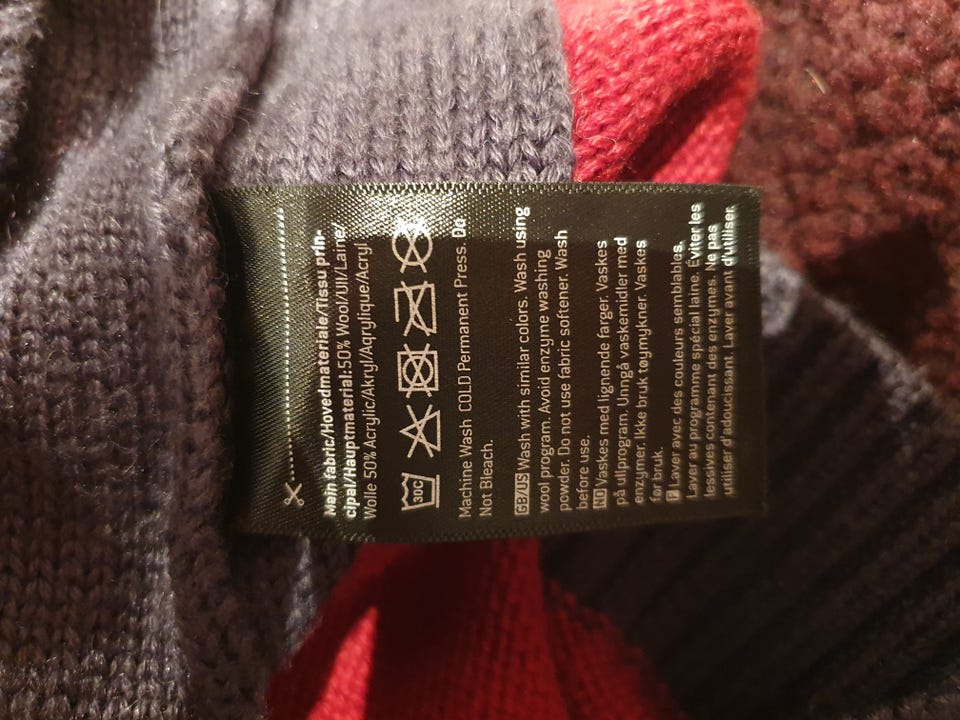 Main fabric/Hovedmateriale/Tissu prin-
cipal/Hauptmaterial:50% Wool/Ull/Laine/
Wolle 50% Acrylic/Akryl/Aqrylique/Acryl
30C
Machine Wash COLD Permanent Press. Do
Not Bleach.
GB/US Wash with similar colors. Wash using
wool program. Avoid enzyme washing
powder. Do not use fabric softener. Wash
before use.
NO Vaskes med lignende farger. Vaskes
på ullprogram. Unngå vaskemidler med
enzymer. Ikke bruk tøymykner. Vaskes
før bruk.
F Laver avec des couleurs semblables.
Laver au programme spécial laine. Éviter les
lessives contenant des enzymes. Ne pas
utiliser d'adoucissant. Laver avant d'utiliser.